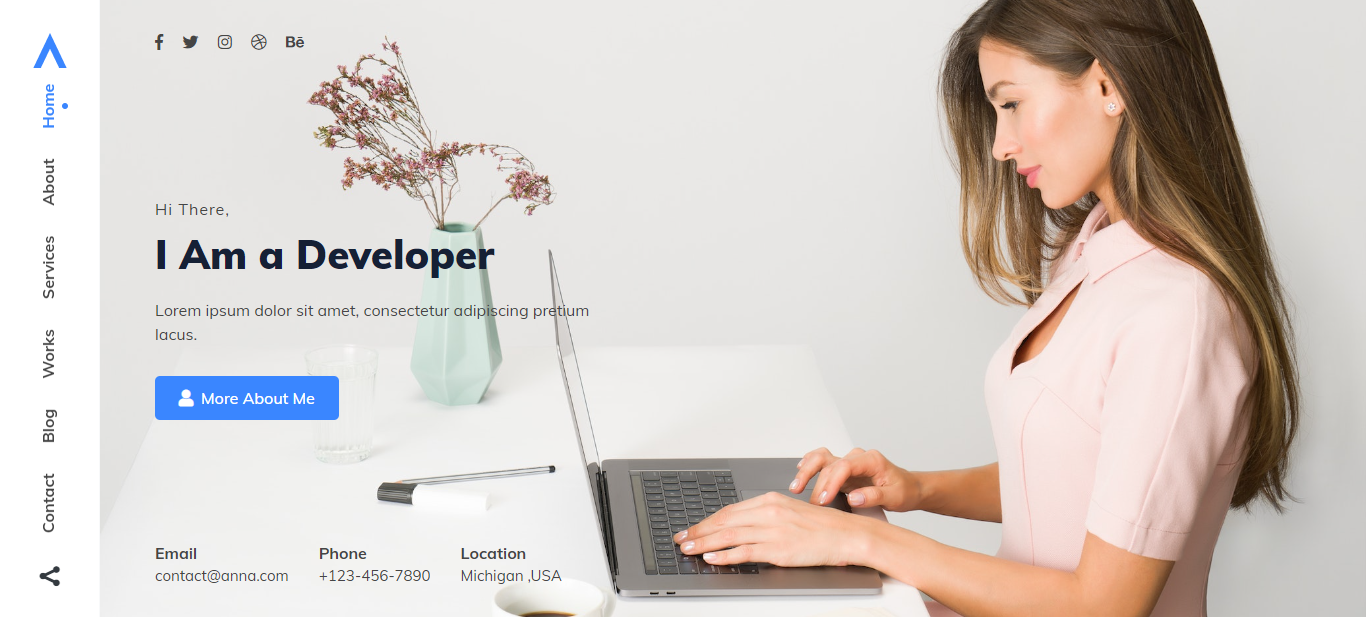 Home
About
Services
Works
Blog
Contact
Bē
Hi There,
I Am a Developer
Lorem ipsum dolor sit amet, consectetur adipiscing pretium
lacus.
More About Me
Email
contact@anna.com
Phone
+123-456-7890
Location
Michigan ,USA